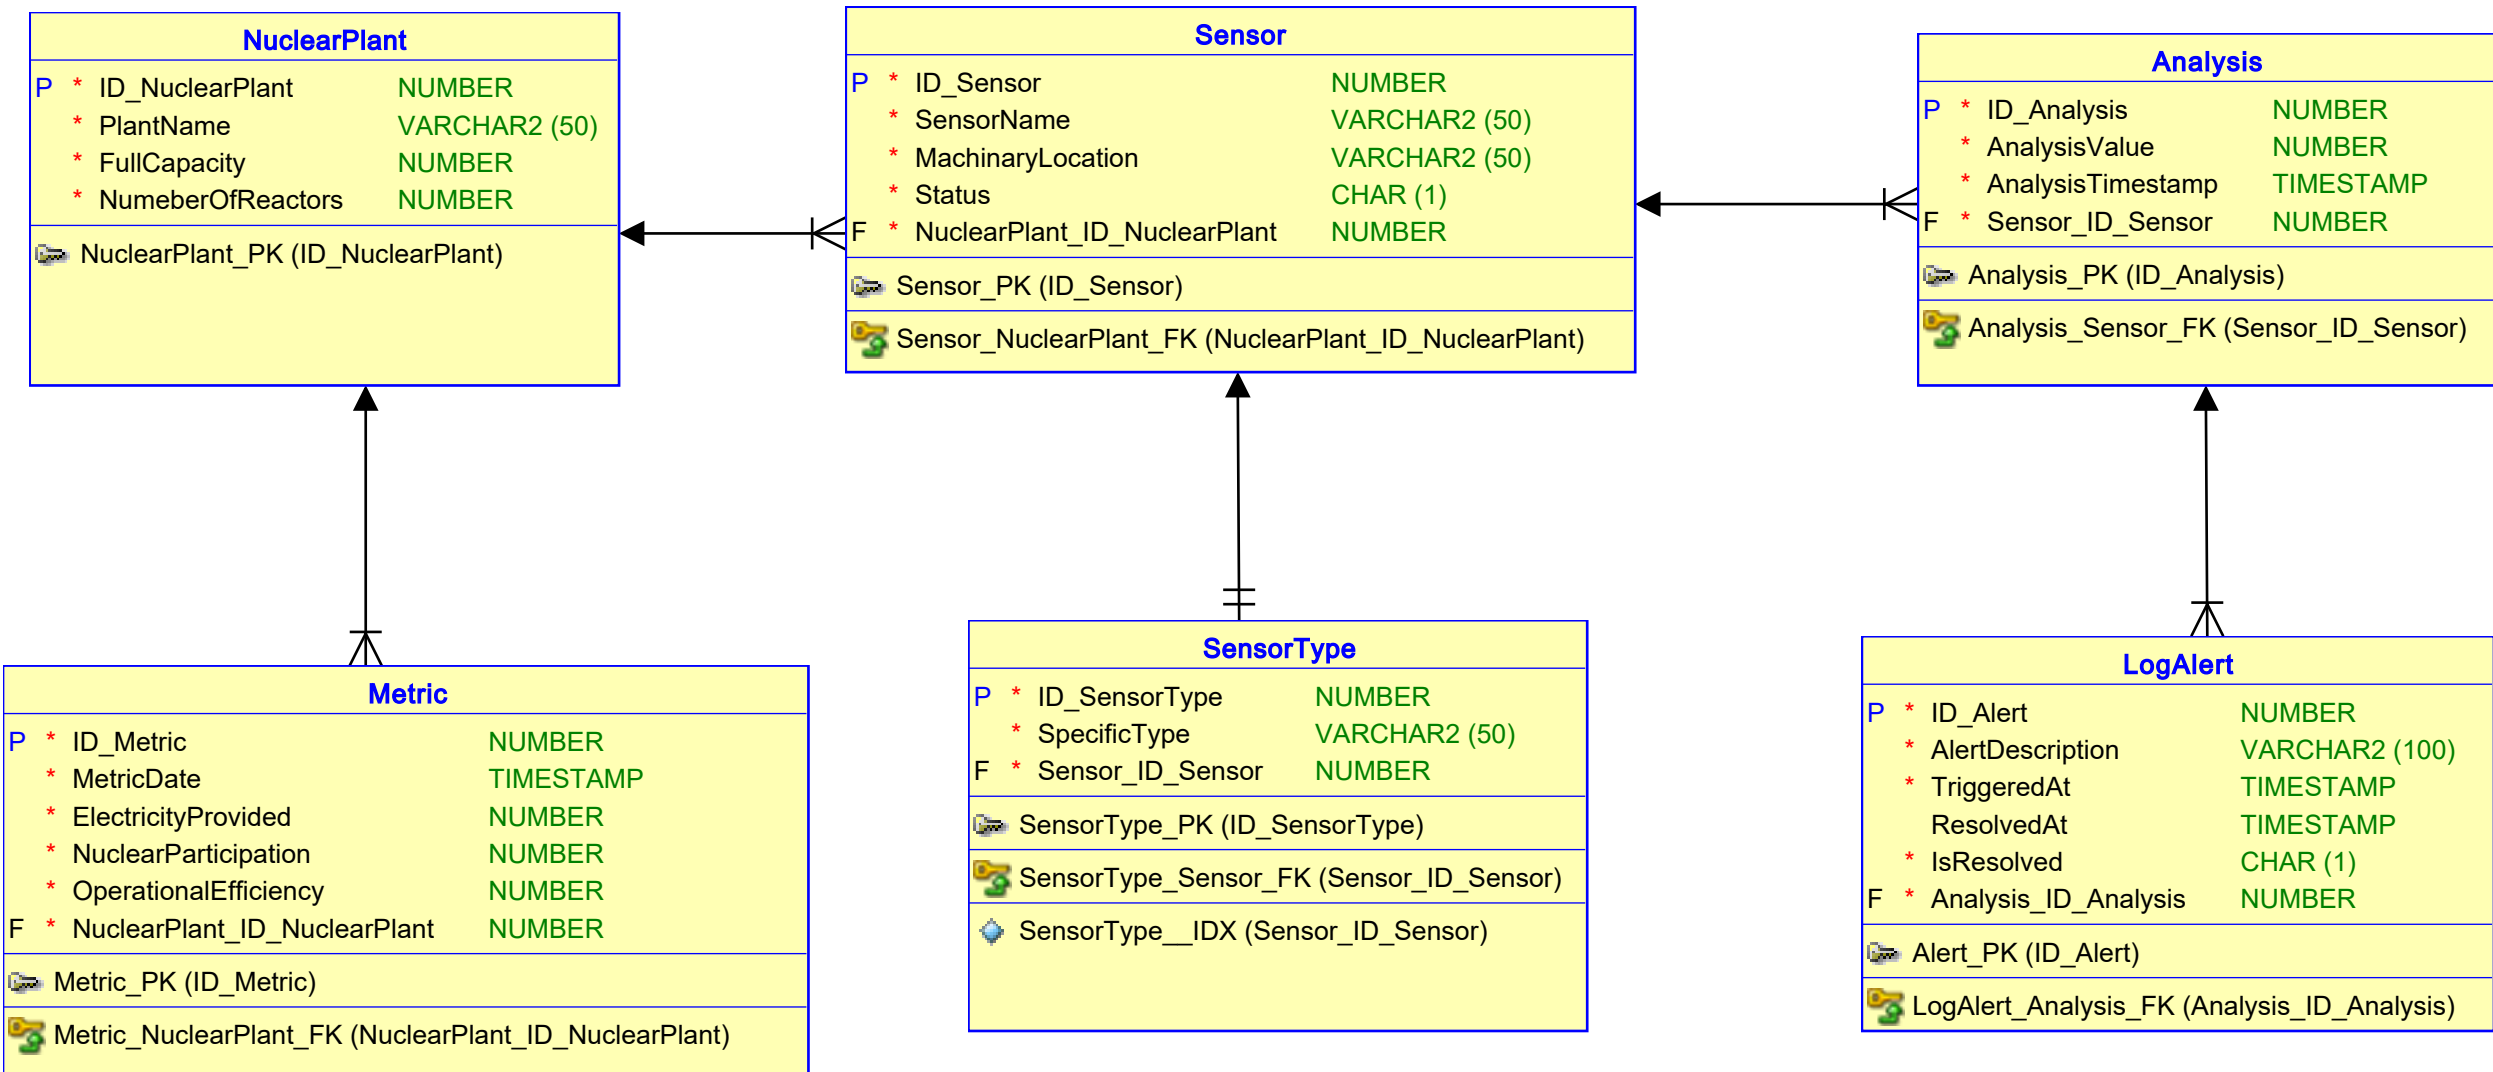 NuclearPlant
P * ID_NuclearPlant NUMBER
* PlantName VARCHAR2 (50)
* FullCapacity NUMBER
* NumeberOfReactors NUMBER
NuclearPlant_PK (ID_NuclearPlant)
Sensor
P * ID_Sensor NUMBER
* SensorName VARCHAR2 (50)
* MachinaryLocation VARCHAR2 (50)
* Status CHAR (1)
F * NuclearPlant_ID_NuclearPlant NUMBER
Sensor_PK (ID_Sensor)
Sensor_NuclearPlant_FK (NuclearPlant_ID_NuclearPlant)
Analysis
P * ID_Analysis NUMBER
* AnalysisValue NUMBER
* AnalysisTimestamp TIMESTAMP
F * Sensor_ID_Sensor NUMBER
Analysis_PK (ID_Analysis)
Analysis_Sensor_FK (Sensor_ID_Sensor)
Metric
P * ID_Metric NUMBER
* MetricDate TIMESTAMP
* ElectricityProvided NUMBER
* NuclearParticipation NUMBER
* OperationalEfficiency NUMBER
F * NuclearPlant_ID_NuclearPlant NUMBER
Metric_PK (ID_Metric)
Metric_NuclearPlant_FK (NuclearPlant_ID_NuclearPlant)
SensorType
P * ID_SensorType NUMBER
* SpecificType VARCHAR2 (50)
F * Sensor_ID_Sensor NUMBER
SensorType_PK (ID_SensorType)
SensorType_Sensor_FK (Sensor_ID_Sensor)
SensorType__IDX (Sensor_ID_Sensor)
LogAlert
P * ID_Alert NUMBER
* AlertDescription VARCHAR2 (100)
* TriggeredAt TIMESTAMP
ResolvedAt TIMESTAMP
* IsResolved CHAR (1)
F * Analysis_ID_Analysis NUMBER
Alert_PK (ID_Alert)
LogAlert_Analysis_FK (Analysis_ID_Analysis)